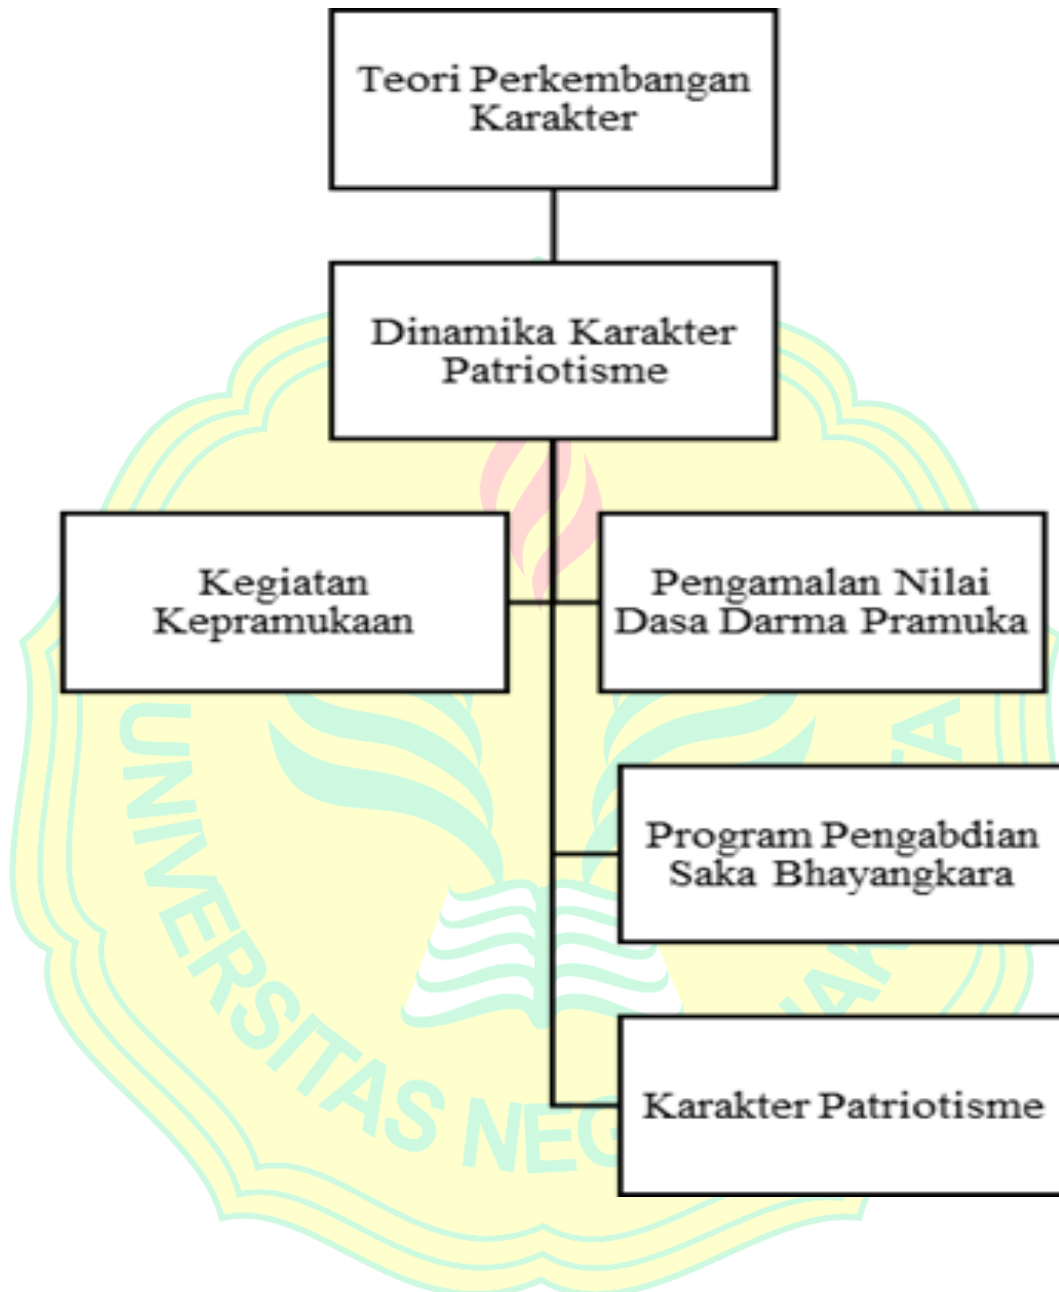 Teori Perkembangan
Karakter
Dinamika Karakter
Patriotisme
Kegiatan
Kepramukaan
Pengamalan Nilai
Dasa Darma Pramuka
Program Pengabdian
Saka Bhayangkara
Karakter Patriotisme
UNIVERSITAS